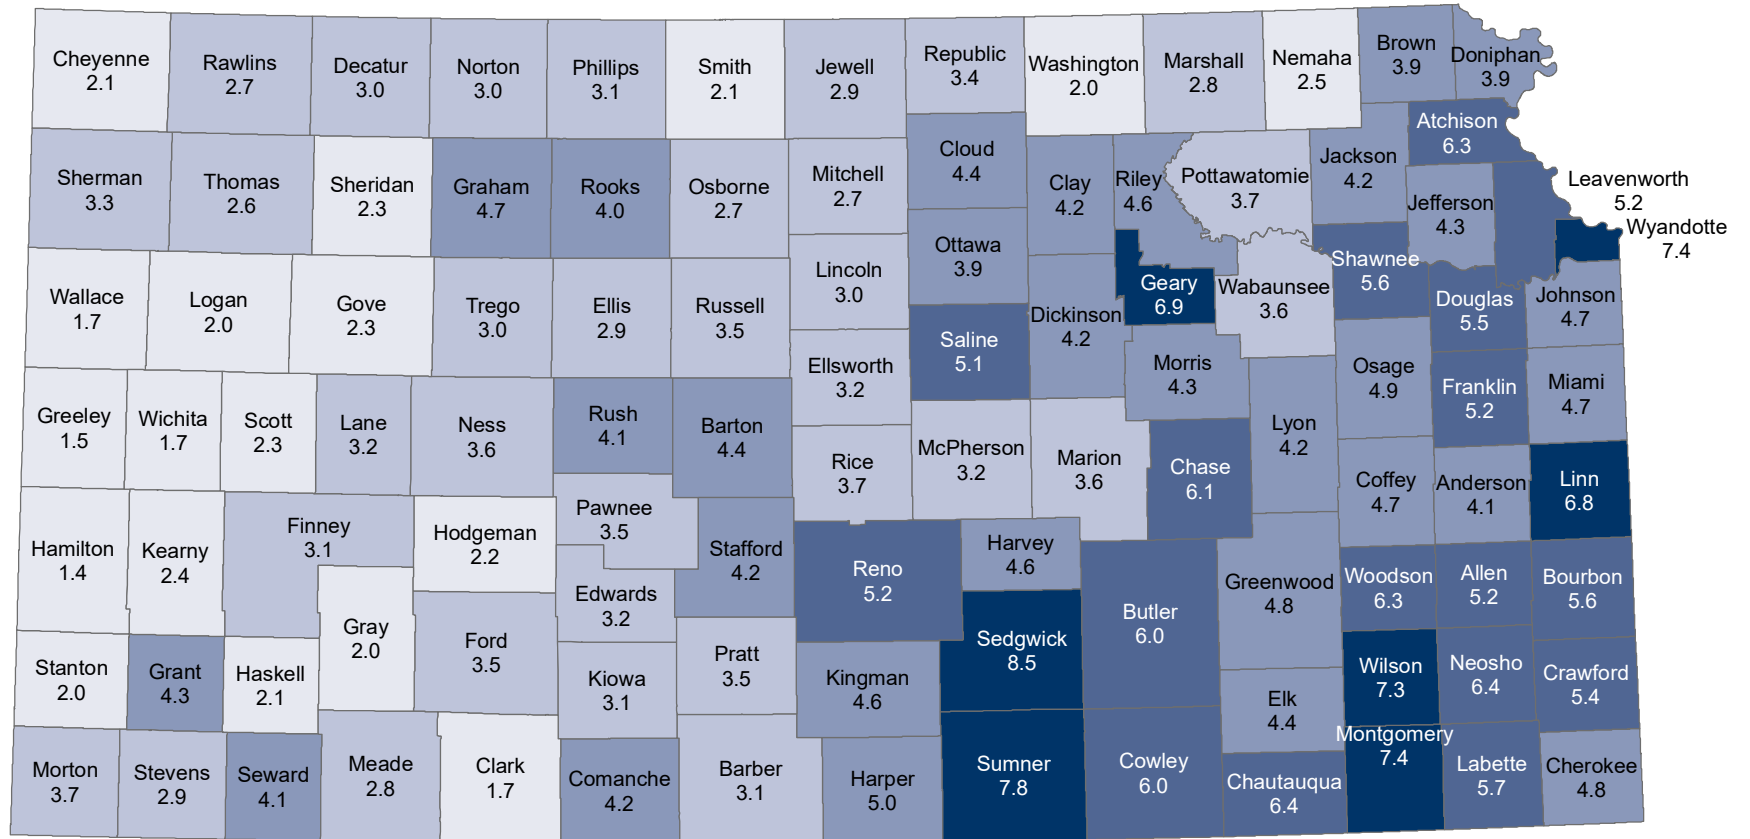 Cheyenne
2.1
Rawlins
2.7
Decatur
3.0
Norton
3.0
Phillips
3.1
Smith
2.1
Jewell
2.9
Republic
3.4
Washington
2.0
Marshall
2.8
Nemaha
2.5
Brown
3.9
Doniphan
3.9
Sherman
3.3
Thomas
2.6
Sheridan
2.3
Graham
4.7
Rooks
4.0
Osborne
2.7
Mitchell
2.7
Cloud
4.4
Clay
4.2
Riley
4.6
Pottawatomie
3.7
Jackson
4.2
Atchison
6.3
Jefferson
4.3
Leavenworth
5.2
Wyandotte
7.4
Wallace
1.7
Logan
2.0
Gove
2.3
Trego
3.0
Ellis
2.9
Russell
3.5
Lincoln
3.0
Ottawa
3.9
Saline
5.1
Dickinson
4.2
Geary
6.9
Wabaunsee
3.6
Shawnee
5.6
Douglas
5.5
Johnson
4.7
Greeley
1.5
Wichita
1.7
Scott
2.3
Lane
3.2
Ness
3.6
Rush
4.1
Barton
4.4
Ellsworth
3.2
Rice
3.7
McPherson
3.2
Marion
3.6
Morris
4.3
Chase
6.1
Lyon
4.2
Osage
4.9
Franklin
5.2
Miami
4.7
Coffey
4.7
Anderson
4.1
Linn
6.8
Hamilton
1.4
Kearny
2.4
Finney
3.1
Hodgeman
2.2
Pawnee
3.5
Stafford
4.2
Edwards
3.2
Reno
5.2
Harvey
4.6
Sedgwick
8.5
Butler
6.0
Greenwood
4.8
Woodson
6.3
Allen
5.2
Bourbon
5.6
Stanton
2.0
Grant
4.3
Haskell
2.1
Gray
2.0
Ford
3.5
Kiowa
3.1
Pratt
3.5
Kingman
4.6
Elk
4.4
Wilson
7.3
Neosho
6.4
Crawford
5.4
Morton
3.7
Stevens
2.9
Seward
4.1
Meade
2.8
Clark
1.7
Comanche
4.2
Barber
3.1
Harper
5.0
Sumner
7.8
Cowley
6.0
Chautauqua
6.4
Montgomery
7.4
Labette
5.7
Cherokee
4.8